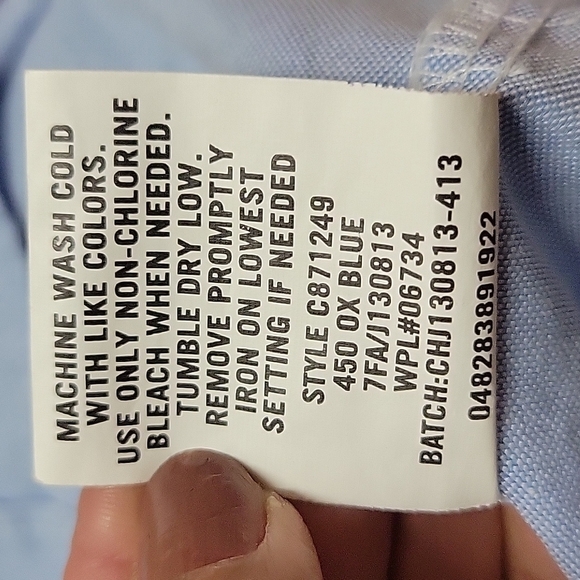 MACHINE WASH COLD
WITH LIKE COLORS.
USE ONLY NON-CHLORINE
BLEACH WHEN NEEDED.
TUMBLE DRY LOW.
REMOVE PROMPTLY
IRON ON LOWEST
SETTING IF NEEDED
STYLE C871249
450 OX BLUE
7FA/J130813
WPL#06734
BATCH:CHJ130813-413
048283891922